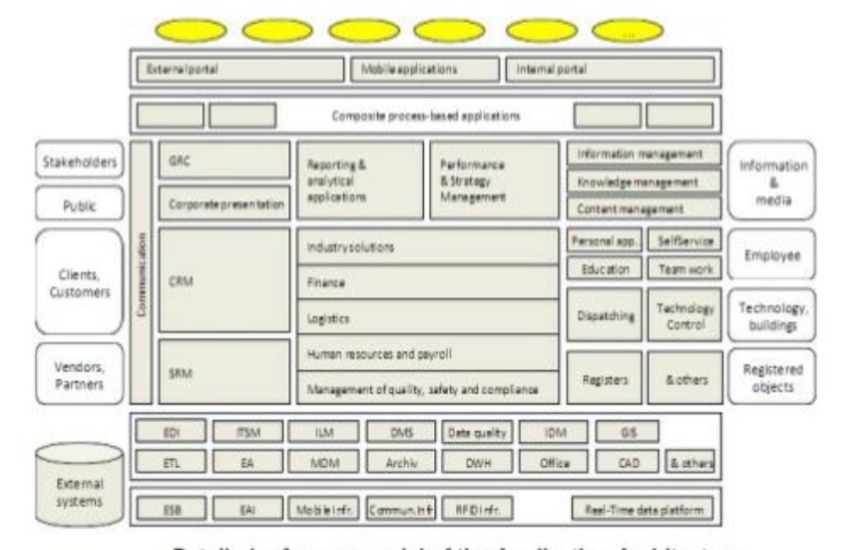 ...
External portal
Mobile applications
Internal portal
Composite process-based applications
Stakeholders
Public
Clients,
Customers
Vendors,
Partners
External
systems
Communication
GRC
Corporate presentation
CRM
SRM
Reporting &
analytical
applications
Performance
& Strategy
Management
Industry solutions
Finance
Logistics
Human resources and payroll
Management of quality, safety and compliance
Information management
Knowledge management
Content management
Personal app.
SelfService
Education
Team work
Dispatching
Technology
Control
Registers
& others
Information
&
media
Employee
Technology,
buildings
Registered
objects
EDI
ITSM
ILM
DMS
Data quality
IDM
GIS
ETL
EA
MDM
Archiv
DWH
Office
CAD
& others
ESB
EAI
Mobile Infr.
Commun.Infr
RFID Infr.
Real-Time data platform